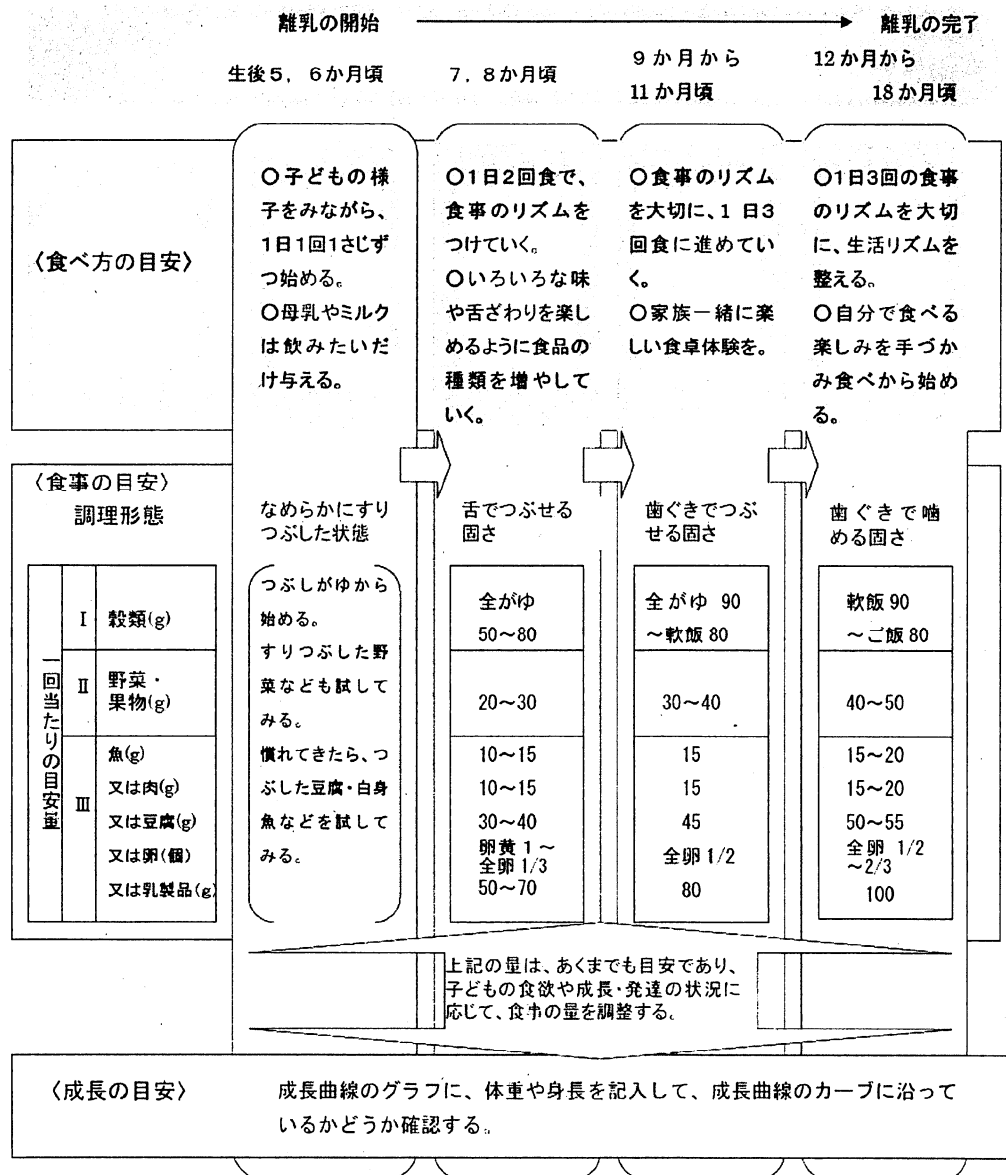 離乳の開始
離乳の完了
生後5，6か月頃
7，8か月頃
9か月から
11か月頃
12か月から
18か月頃
〈食べ方の目安〉
○子どもの様
子をみながら、
1日1回1さじず
つ始める。
○母乳やミルク
は飲みたいだ
け与える。
○1日2回食で、
食事のリズムを
つけていく。
○いろいろな味
や舌ざわりを楽し
めるように食品の
種類を増やして
いく。
○食事のリズム
を大切に、1日3
回食に進めてい
く。
○家族一緒に楽
しい食卓体験を。
○1日3回の食事
のリズムを大切
に、生活リズムを
整える。
○自分で食べる
楽しみを手づか
み食べから始め
る。
〈食事の目安〉
調理形態
なめらかにすり
つぶした状態
舌でつぶせる
固さ
歯ぐきでつぶ
せる固さ
歯ぐきで噛
める固さ
一回当たりの目安量
Ⅰ
穀類(g)
つぶしがゆから
始める。
すりつぶした野
菜なども試して
みる。
慣れてきたら、つ
ぶした豆腐・白身
魚などを試して
みる。
全がゆ
50～80
全がゆ 90
～軟飯 80
軟飯 90
～ご飯 80
Ⅱ
野菜・
果物(g)
20～30
30～40
40～50
Ⅲ
魚(g)
10～15
15
15～20
又は肉(g)
10～15
15
15～20
又は豆腐(g)
30～40
45
50～55
又は卵(個)
卵黄 1～
全卵 1/3
全卵 1/2
全卵 1/2
～2/3
又は乳製品(g)
50～70
80
100
上記の量は、あくまでも目安であり、
子どもの食欲や成長・発達の状況に
応じて、食事の量を調整する。
〈成長の目安〉
成長曲線のグラフに、体重や身長を記入して、成長曲線のカーブに沿って
いるかどうか確認する。